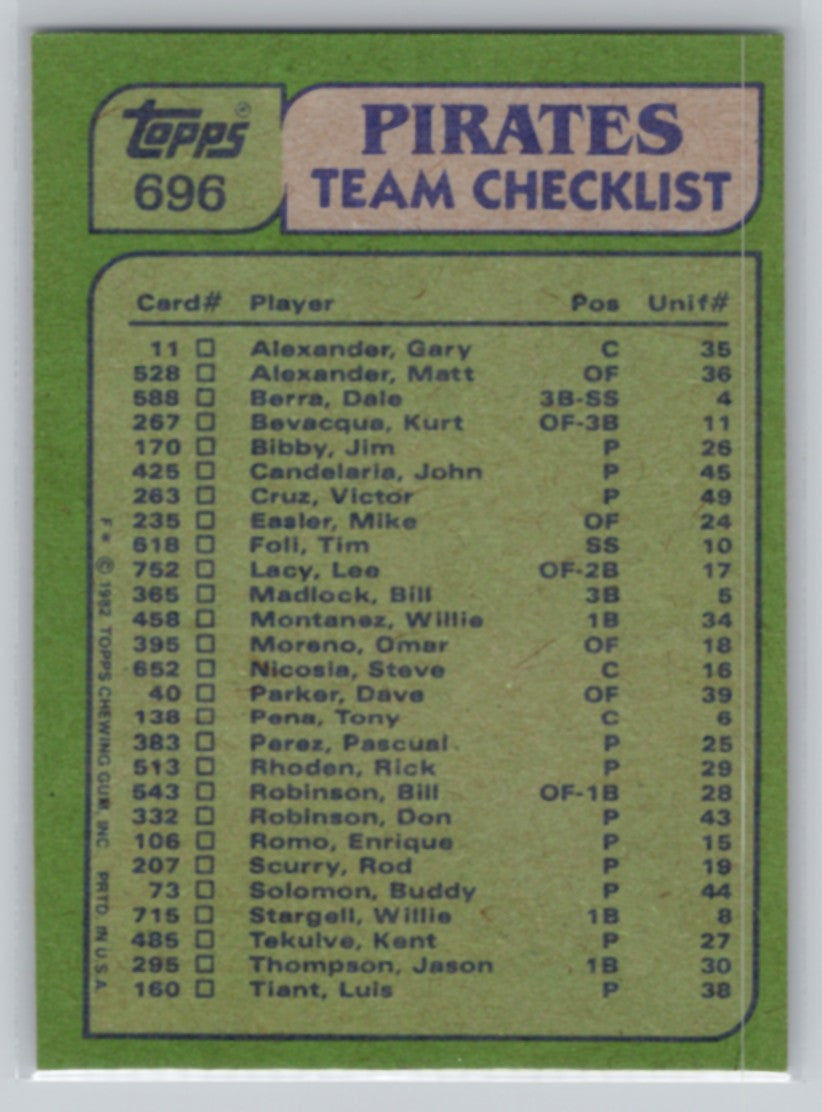 TOPPS®
696
PIRATES
TEAM CHECKLIST
Card# Player Pos Unif#
11 ☐ Alexander, Gary C 35
528 ☐ Alexander, Matt OF 36
588 ☐ Berra, Dale 3B-SS 4
267 ☐ Bevacqua, Kurt OF-3B 11
170 ☐ Bibby, Jim P 26
425 ☐ Candelaria, John P 45
263 ☐ Cruz, Victor P 49
235 ☐ Easler, Mike OF 24
618 ☐ Foli, Tim SS 10
752 ☐ Lacy, Lee OF-2B 17
365 ☐ Madlock, Bill 3B 5
458 ☐ Montanez, Willie 1B 34
395 ☐ Moreno, Omar OF 18
652 ☐ Nicosia, Steve C 16
40 ☐ Parker, Dave OF 39
138 ☐ Pena, Tony C 6
383 ☐ Perez, Pascual P 25
513 ☐ Rhoden, Rick P 29
543 ☐ Robinson, Bill OF-1B 28
332 ☐ Robinson, Don P 43
106 ☐ Romo, Enrique P 15
207 ☐ Scurry, Rod P 19
73 ☐ Solomon, Buddy P 44
715 ☐ Stargell, Willie 1B 8
485 ☐ Tekulve, Kent P 27
295 ☐ Thompson, Jason 1B 30
160 ☐ Tiant, Luis P 38
F* © 1982 TOPPS CHEWING GUM, INC. PRTD. IN U.S.A.